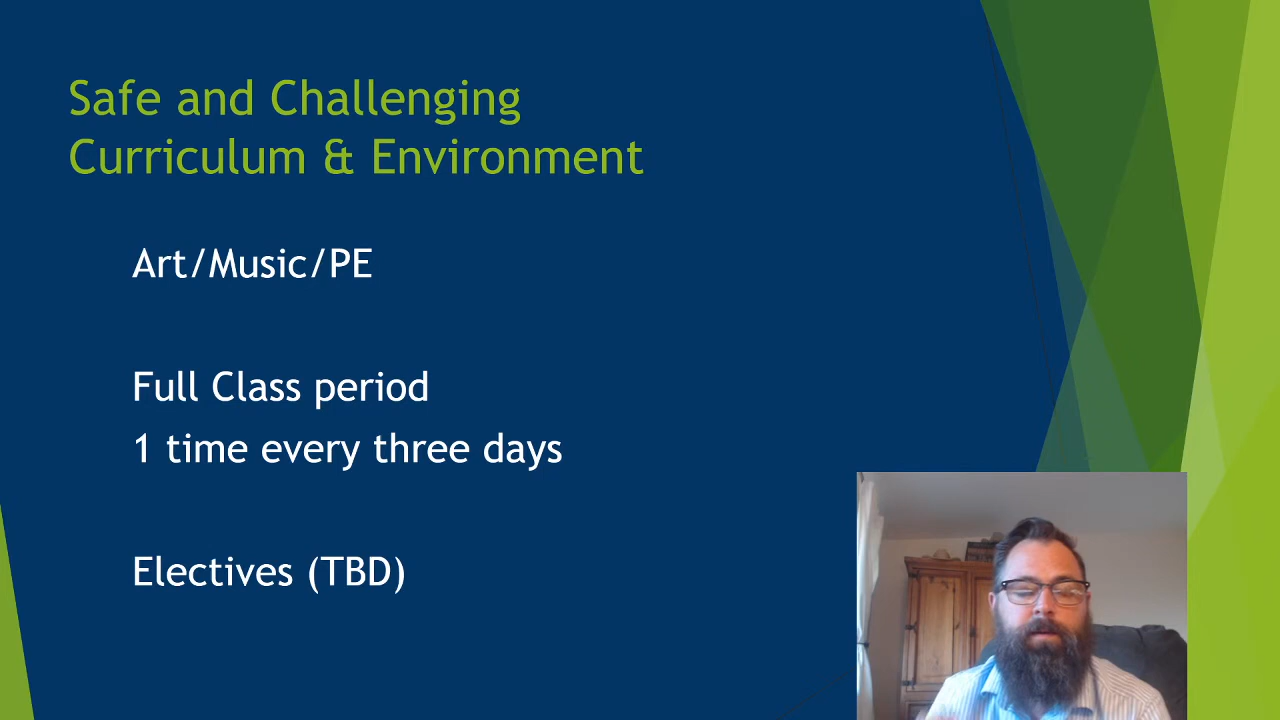 Safe and Challenging
Curriculum & Environment
Art/Music/PE
Full Class period
1 time every three days
Electives (TBD)